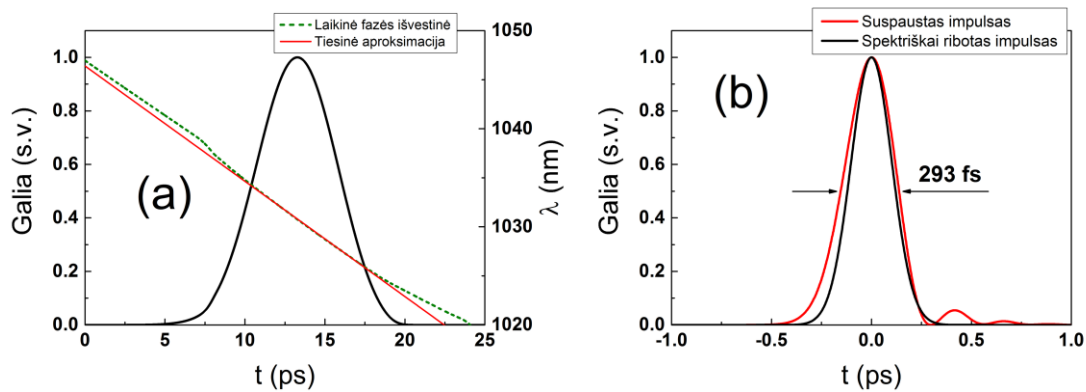 Laikinė fazės išvestinė
Tiesinė aproksimacija
1.0
0.8
0.6
0.4
0.2
0.0
Galia (s.v.)
(a)
1050
1040
1030
1020
λ (nm)
0 5 10 15 20 25
t (ps)
Suspaustas impulsas
Spektriškai ribotas impulsas
1.0
0.8
0.6
0.4
0.2
0.0
Galia (s.v.)
(b)
293 fs
-1.0 -0.5 0.0 0.5 1.0
t (ps)